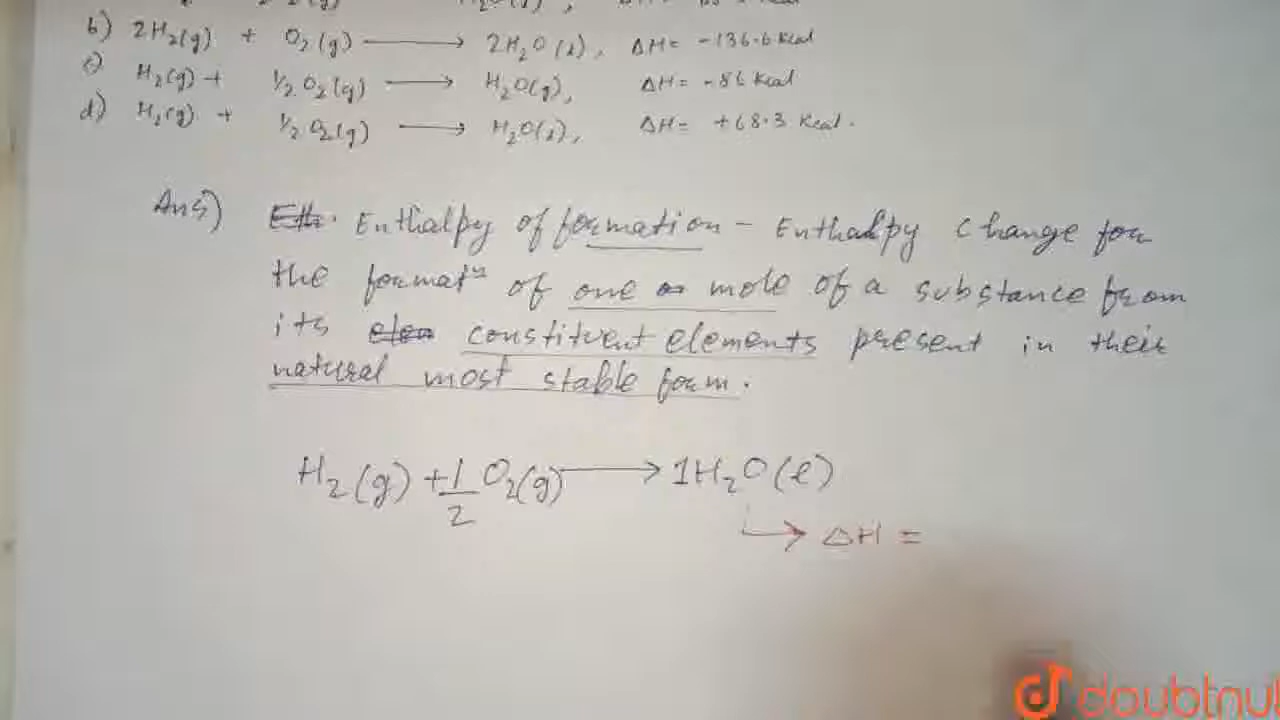 b) 2H₂(g) + O₂(g) ⟶ 2H₂O(l), ΔH = -136.6 Kcal
c) H₂(g) + 1/2 O₂(g) ⟶ H₂O(g), ΔH = -86 Kcal
d) H₂(g) + 1/2 O₂(g) ⟶ H₂O(l), ΔH = +68.3 Kcal.
Ans) Enthalpy of formation - Enthalpy change for
the formatⁿ of one mole of a substance from
its constituent elements present in their
natural most stable form.
H₂(g) + 1/2 O₂(g) ⟶ 1H₂O(l)
↳ ΔH =
doubtnut